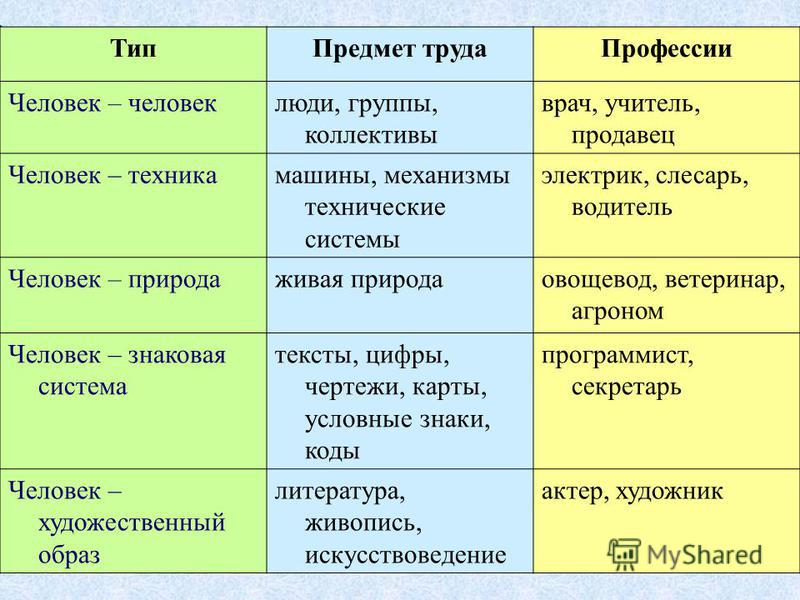 Тип Предмет труда Профессии
Человек – человек люди, группы, врач, учитель,
коллективы продавец
Человек – техника машины, механизмы электрик, слесарь,
технические водитель
системы
Человек – природа живая природа овощевод, ветеринар,
агроном
Человек – знаковая тексты, цифры, программист,
система чертежи, карты, секретарь
условные знаки,
коды
Человек – литература, актер, художник
художественный живопись,
образ искусствоведение
MyShared